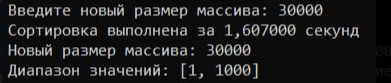 Введите новый размер массива: 30000
Сортировка выполнена за 1,607000 секунд
Новый размер массива: 30000
Диапазон значений: [1, 1000]